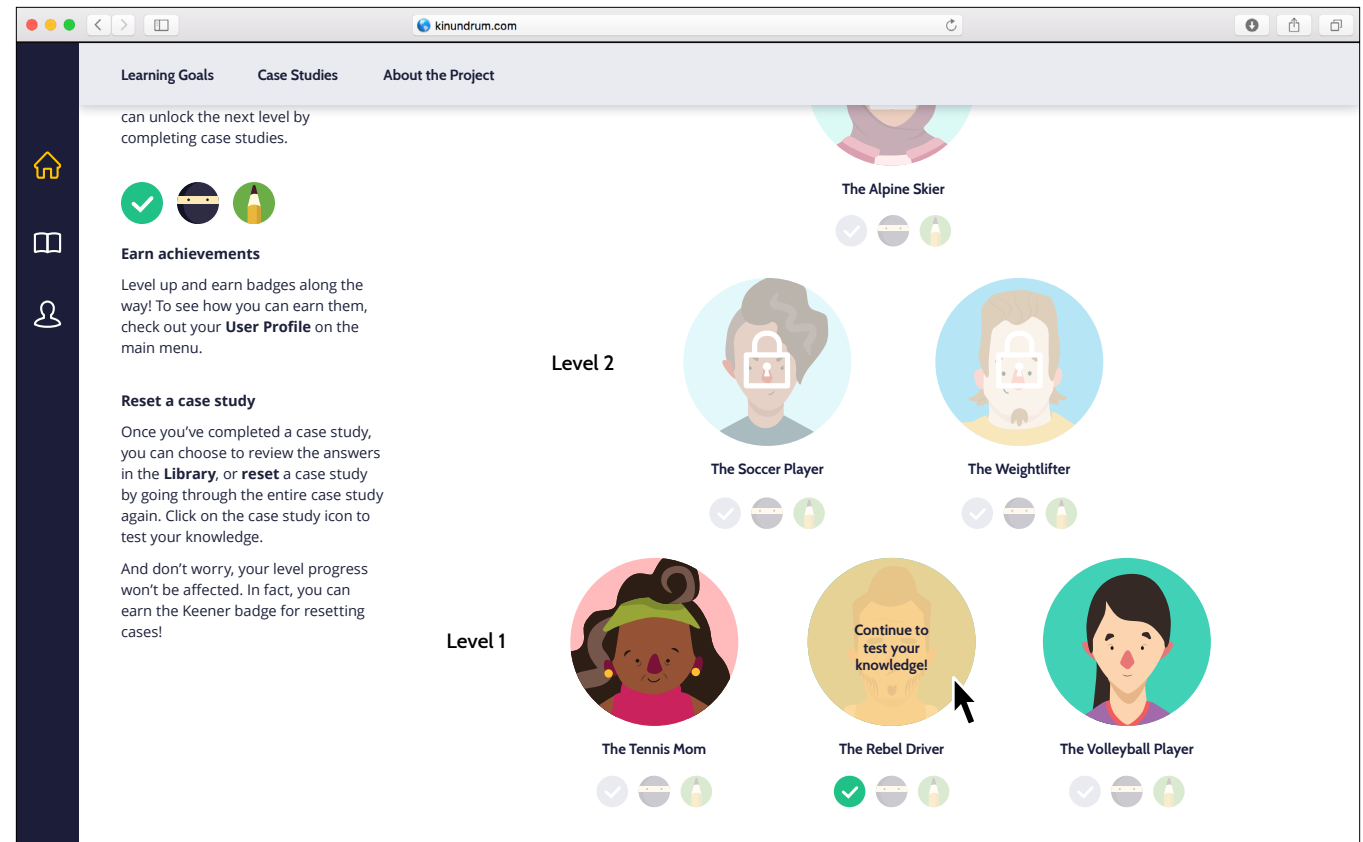 kinundrum.com
Learning Goals
Case Studies
About the Project
can unlock the next level by
completing case studies.
Earn achievements
Level up and earn badges along the
way! To see how you can earn them,
check out your User Profile on the
main menu.
Reset a case study
Once you’ve completed a case study,
you can choose to review the answers
in the Library, or reset a case study
by going through the entire case study
again. Click on the case study icon to
test your knowledge.
And don’t worry, your level progress
won’t be affected. In fact, you can
earn the Keener badge for resetting
cases!
The Alpine Skier
Level 2
The Soccer Player
The Weightlifter
Level 1
Continue to
test your
knowledge!
The Tennis Mom
The Rebel Driver
The Volleyball Player